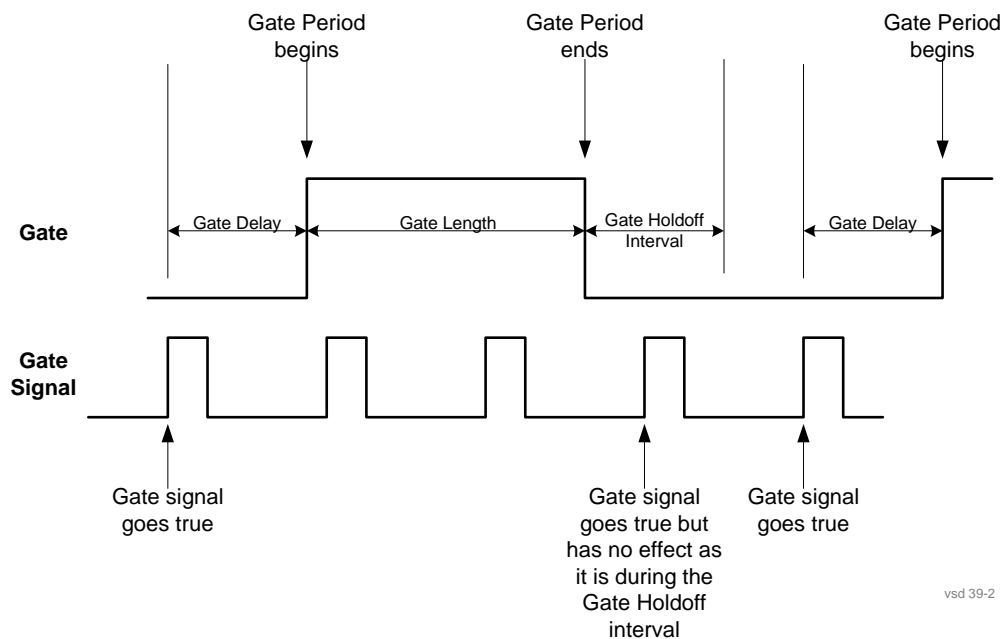 Gate Period
begins
Gate Period
ends
Gate Period
begins
Gate
Gate Delay
Gate Length
Gate Holdoff
Interval
Gate Delay
Gate
Signal
Gate signal
goes true
Gate signal
goes true but
has no effect as
it is during the
Gate Holdoff
interval
Gate signal
goes true
vsd 39-2